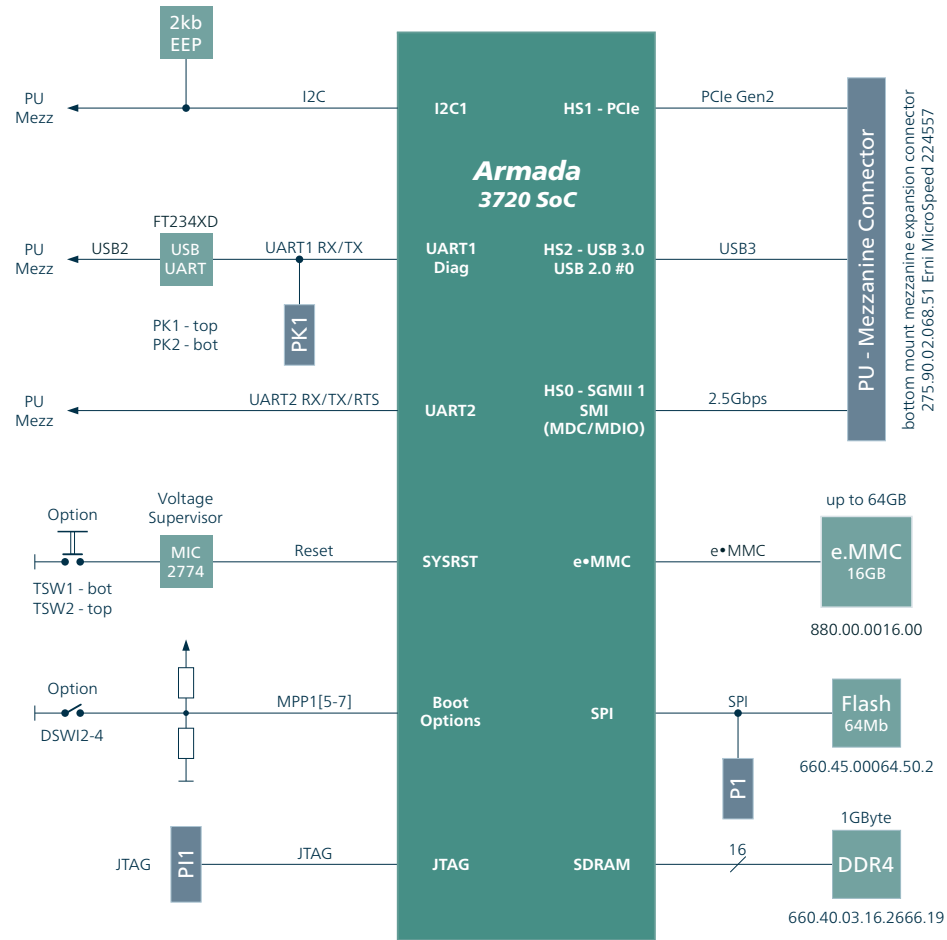 2kb
EEP
PU
Mezz
I2C
I2C1
HS1 - PCIe
PCIe Gen2
Armada
3720 SoC
FT234XD
PU
Mezz
USB2
USB
UART
UART1 RX/TX
UART1
Diag
HS2 - USB 3.0
USB 2.0 #0
USB3
PK1 - top
PK2 - bot
PK1
PU - Mezzanine Connector
bottom mount mezzanine expansion connector
275.90.02.068.51 Erni MicroSpeed 224557
PU
Mezz
UART2 RX/TX/RTS
UART2
HS0 - SGMII 1
SMI
(MDC/MDIO)
2.5Gbps
Option
Voltage
Supervisor
MIC
2774
Reset
SYSRST
TSW1 - bot
TSW2 - top
e•MMC
e•MMC
up to 64GB
e.MMC
16GB
880.00.0016.00
Option
DSWI2-4
MPP1[5-7]
Boot
Options
SPI
SPI
Flash
64Mb
660.45.00064.50.2
P1
JTAG
PI1
JTAG
JTAG
SDRAM
16
1GByte
DDR4
660.40.03.16.2666.19